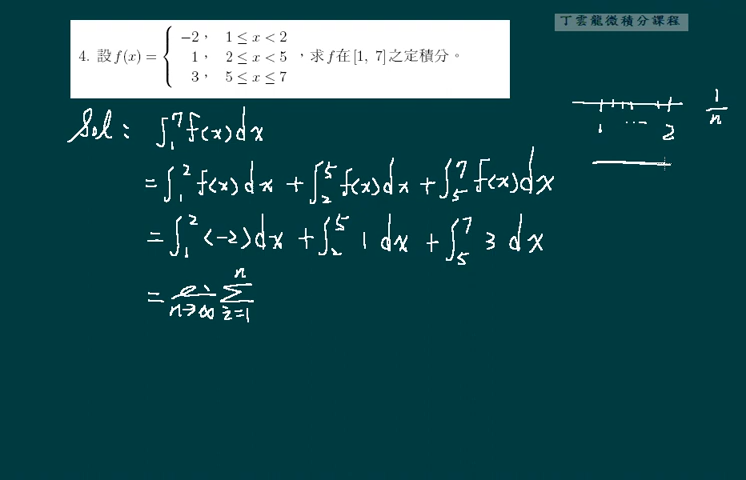 丁雲龍微積分課程
4. 設 f(x) = { −2， 1 ≤ x < 2
1， 2 ≤ x < 5 ，求 f 在 [1, 7] 之定積分。
3， 5 ≤ x ≤ 7
Sol : ∫₁⁷ f(x)dx
= ∫₁² f(x)dx + ∫₂⁵ f(x)dx + ∫₅⁷ f(x)dx
= ∫₁² (-2)dx + ∫₂⁵ 1 dx + ∫₅⁷ 3 dx
= lim n→∞ ∑ n i=1
1 ... 2
1/n